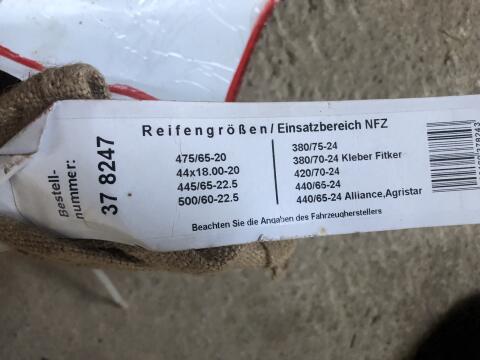 Reifengrößen/Einsatzbereich NFZ
Bestell-
nummer:
37 8247
475/65-20
44x18.00-20
445/65-22.5
500/60-22.5
380/75-24
380/70-24 Kleber Fitker
420/70-24
440/65-24
440/65-24 Alliance,Agristar
Beachten Sie die Angaben des Fahrzeugherstellers